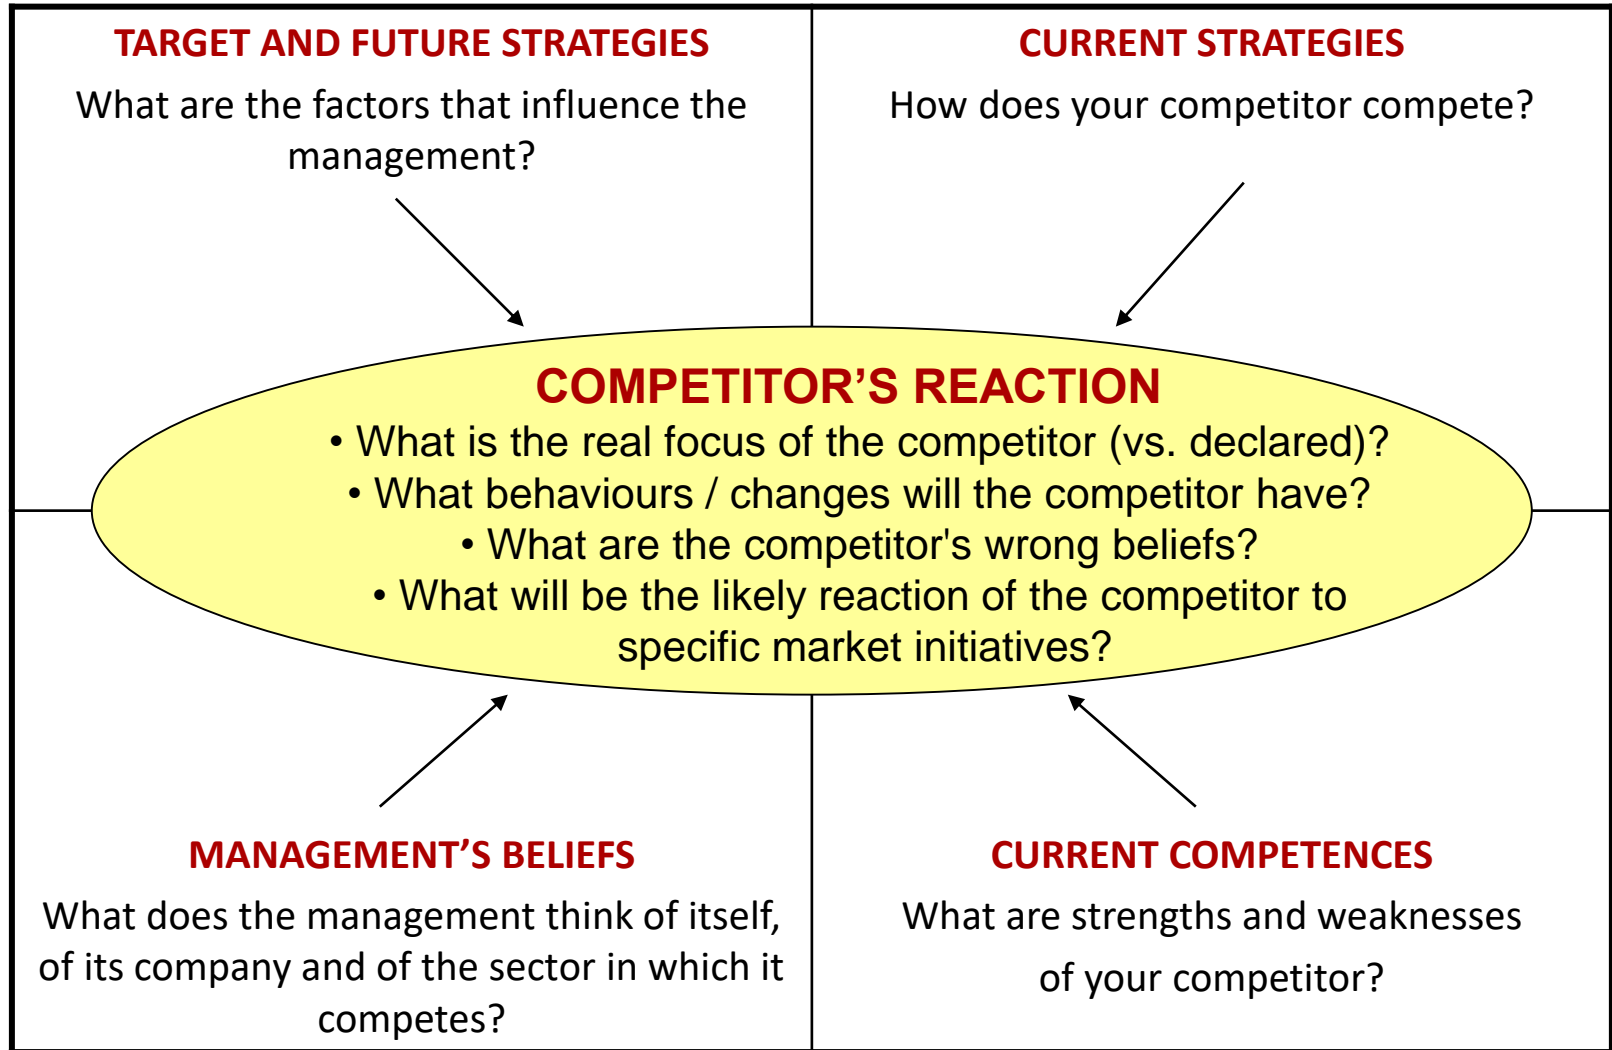 TARGET AND FUTURE STRATEGIES
What are the factors that influence the
management?
CURRENT STRATEGIES
How does your competitor compete?
COMPETITOR’S REACTION
• What is the real focus of the competitor (vs. declared)?
• What behaviours / changes will the competitor have?
• What are the competitor's wrong beliefs?
• What will be the likely reaction of the competitor to
specific market initiatives?
MANAGEMENT’S BELIEFS
What does the management think of itself,
of its company and of the sector in which it
competes?
CURRENT COMPETENCES
What are strengths and weaknesses
of your competitor?